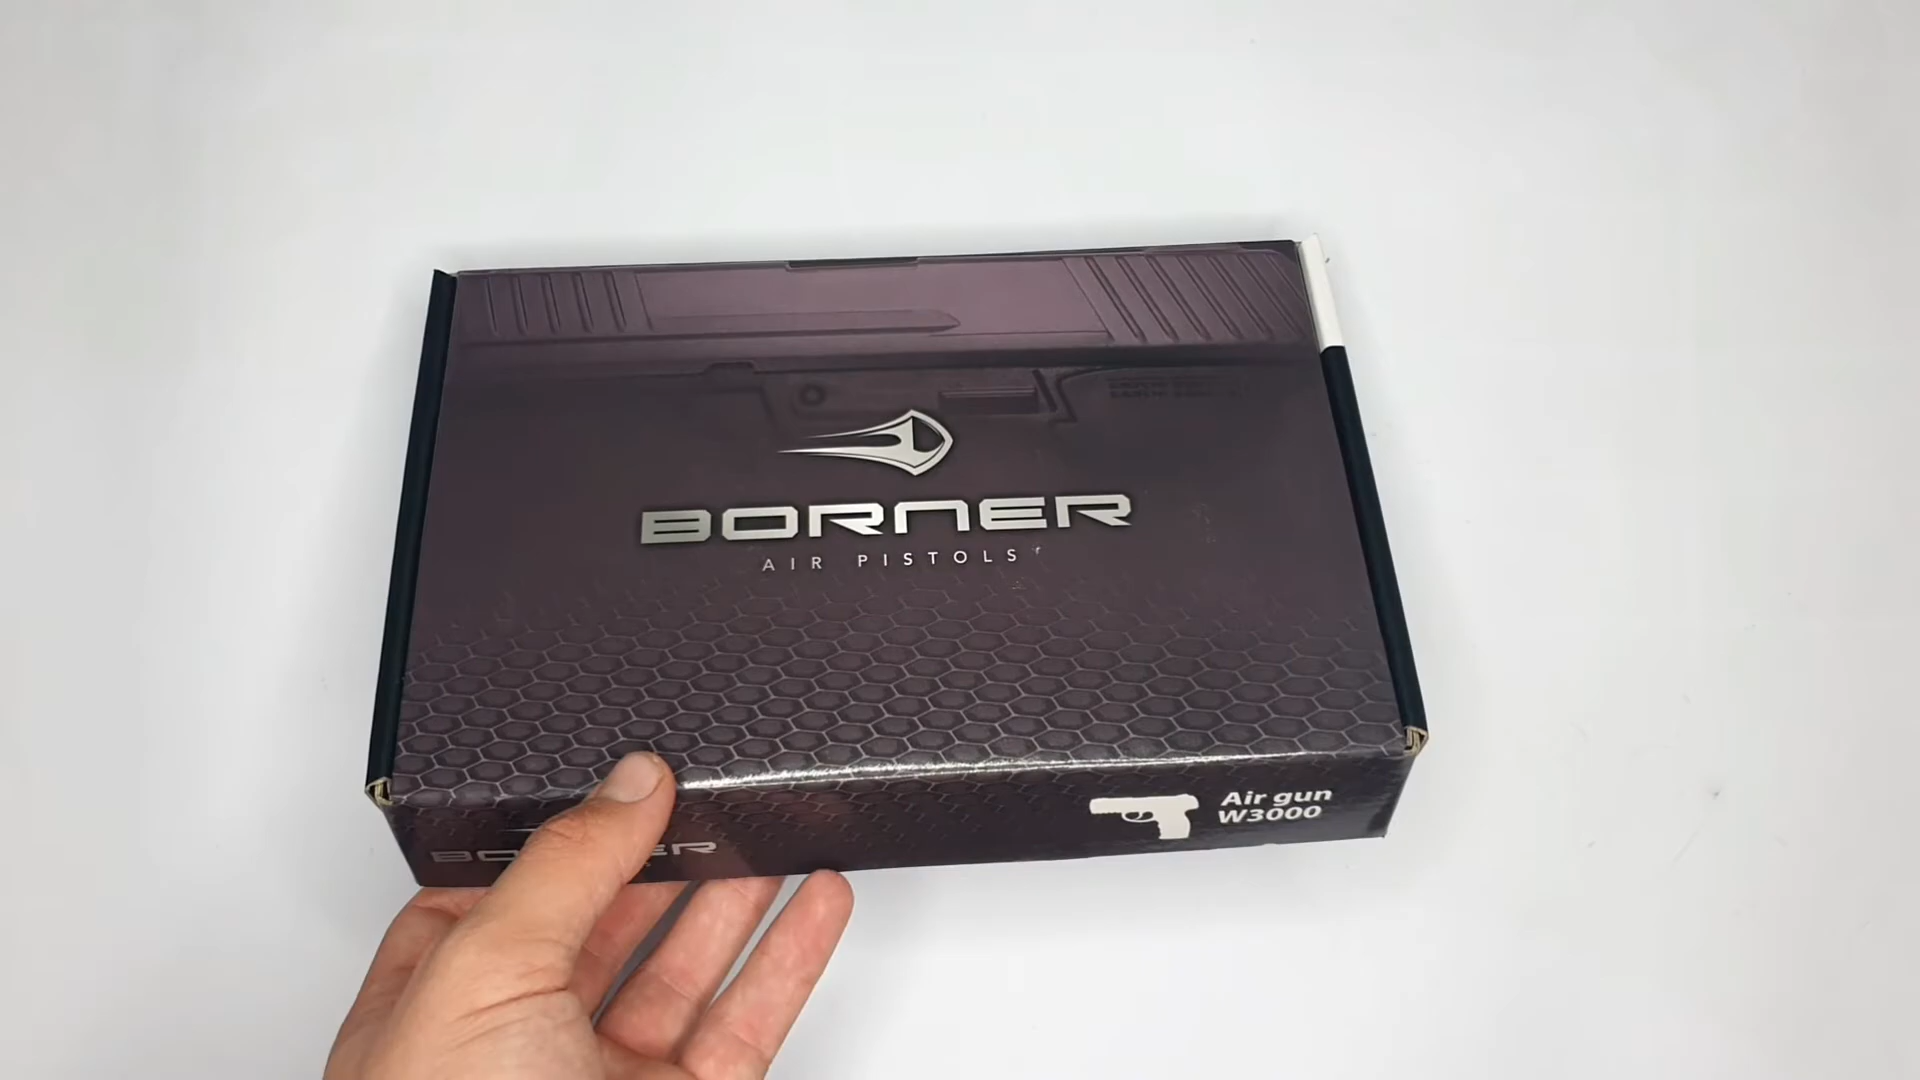 BORNER
AIR PISTOLS
Air gun
W3000